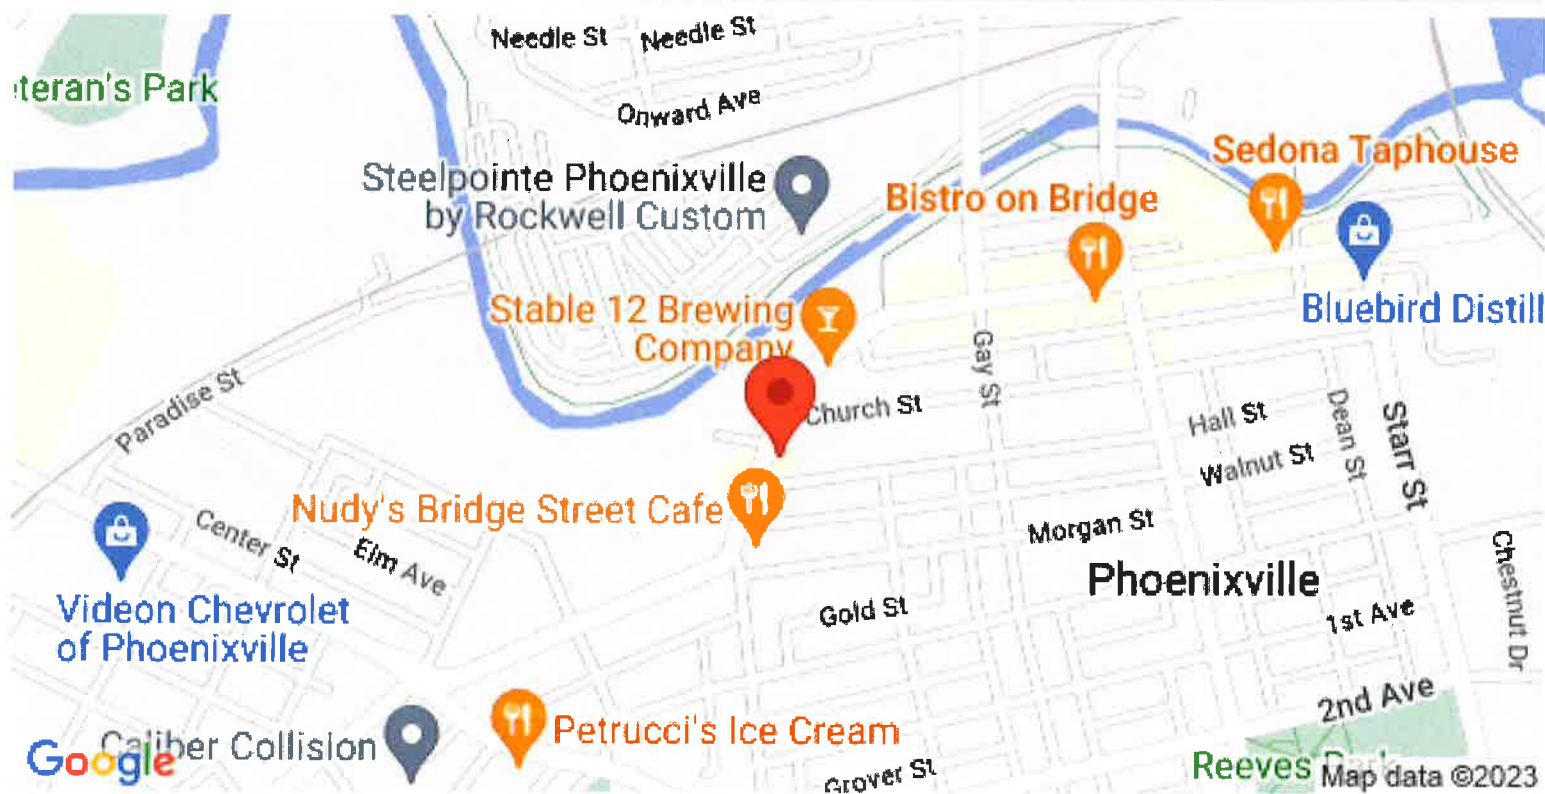 Needle St
Needle St
eteran's Park
Onward Ave
Sedona Taphouse
Steelpointe Phoenixville
by Rockwell Custom
Bistro on Bridge
Stable 12 Brewing
Company
Bluebird Distill
Gay St
Paradise St
Church St
Hall St
Dean St
Starr St
Walnut St
Nudy's Bridge Street Cafe
Morgan St
Center St
Elm Ave
Chestnut Dr
Phoenixville
Videon Chevrolet
of Phoenixville
Gold St
1st Ave
2nd Ave
Petrucci's Ice Cream
Caliber Collision
Google
Grover St
Reeves Park
Map data ©2023